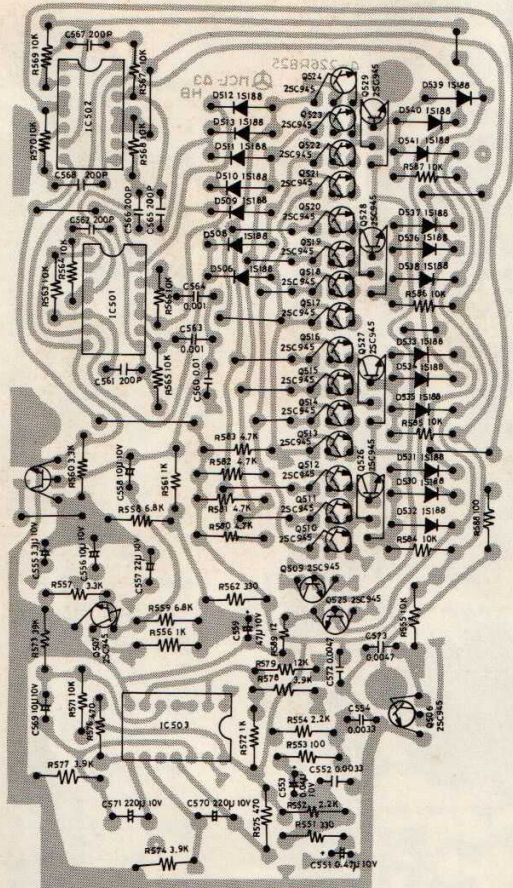 C567 200P
R569 10K
R567 10K
IC502
R570 10K
R568 10K
C568 200P
C566 200P
C565 200P
C562 200P
R563 10K
R564 10K
IC501
C564
0.001
C563
0.001
R565 10K
C561 200P
C560 0.01
HCL-03
HB
Q524
2SC945
Q529
2SC945
D539 1S188
D512 1S188
Q523
2SC945
D540 1S188
D513 1S188
D511 1S188
Q522
2SC945
D541 1S188
R587 10K
D510 1S188
Q521
2SC945
D509 1S188
Q520
2SC945
Q528
2SC945
D537 1S188
D508 1S188
Q519
2SC945
D536 1S188
D506 1S188
Q518
2SC945
D538 1S188
R586 10K
Q517
2SC945
Q516
2SC945
Q527
2SC945
D533 1S188
Q515
2SC945
D534 1S188
D535 1S188
Q514
2SC945
R585 10K
R583 4.7K
Q513
2SC945
D531 1S188
R582 4.7K
Q512
2SC945
Q526
2SC945
D530 1S188
R581 4.7K
Q511
2SC945
D532 1S188
R580 4.7K
Q510
2SC945
R584 10K
R588 100
R560 3.3K
C558 10U 10V
R561 1K
R558 6.8K
C555 3.3U 10V
C556 10U 10V
C557 22U 10V
R557 3.3K
R562 330
Q509 2SC945
Q525 2SC945
R559 6.8K
R556 1K
C559
47U 10V
R589 12
R555 10K
R573 39K
Q507
2SC945
C573
0.0047
C572 0.0047
R579 12K
R578 3.9K
C569 10U 10V
R571 10K
R576 470
IC503
R572 1K
R554 2.2K
C554
0.0033
Q506
2SC945
R553 100
R577 3.9K
C553
10V
C552 0.0033
C571 220U 10V
C570 220U 10V
R575 470
R552 2.2K
R551 330
R574 3.9K
C551 0.47U 10V